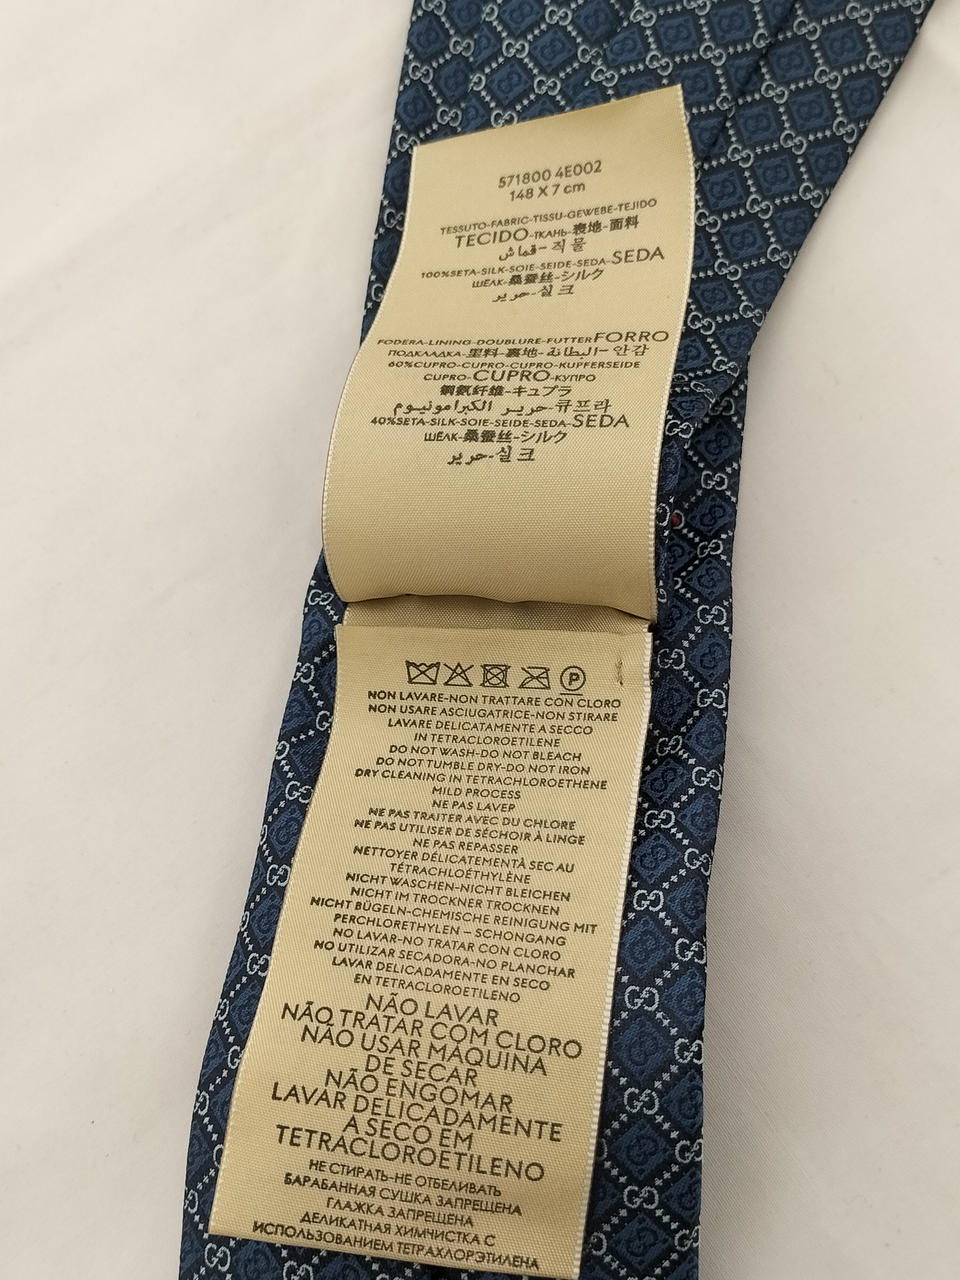 571800 4E002
148 X 7 cm
TESSUTO-FABRIC-TISSU-GEWEBE-TEJIDO
TECIDO-ТКАНЬ-表地-面料
قماش-직물
100%SETA-SILK-SOIE-SEIDE-SEDA-SEDA
ШЕЛК-桑蚕丝-シルク
حرير-실크
FODERA-LINING-DOUBLURE-FUTTER FORRO
ПОДКЛАДКА-里料-裏地-البطانة-안감
60%CUPRO-CUPRO-CUPRO-KUPFERSEIDE
CUPRO-CUPRO-КУПРО
铜氨纤维-キュプラ
حرير الكبرامونيوم-큐프라
40%SETA-SILK-SOIE-SEIDE-SEDA-SEDA
ШЕЛК-桑蚕丝-シルク
حرير-실크
P
NON LAVARE-NON TRATTARE CON CLORO
NON USARE ASCIUGATRICE-NON STIRARE
LAVARE DELICATAMENTE A SECCO
IN TETRACLOROETILENE
DO NOT WASH-DO NOT BLEACH
DO NOT TUMBLE DRY-DO NOT IRON
DRY CLEANING IN TETRACHLOROETHENE
MILD PROCESS
NE PAS LAVER
NE PAS TRAITER AVEC DU CHLORE
NE PAS UTILISER DE SÉCHOIR À LINGE
NE PAS REPASSER
NETTOYER DÉLICATEMENT À SEC AU
TÉTRACHLOÉTHYLÈNE
NICHT WASCHEN-NICHT BLEICHEN
NICHT IM TROCKNER TROCKNEN
NICHT BÜGELN-CHEMISCHE REINIGUNG MIT
PERCHLORETHYLEN – SCHONGANG
NO LAVAR-NO TRATAR CON CLORO
NO UTILIZAR SECADORA-NO PLANCHAR
LAVAR DELICADAMENTE EN SECO
EN TETRACLOROETILENO
NÃO LAVAR
NÃO TRATAR COM CLORO
NÃO USAR MÁQUINA
DE SECAR
NÃO ENGOMAR
LAVAR DELICADAMENTE
A SECO EM
TETRACLOROETILENO
НЕ СТИРАТЬ-НЕ ОТБЕЛИВАТЬ
БАРАБАННАЯ СУШКА ЗАПРЕЩЕНА
ГЛАЖКА ЗАПРЕЩЕНА
ДЕЛИКАТНАЯ ХИМЧИСТКА С
ИСПОЛЬЗОВАНИЕМ ТЕТРАХЛОРЭТИЛЕНА